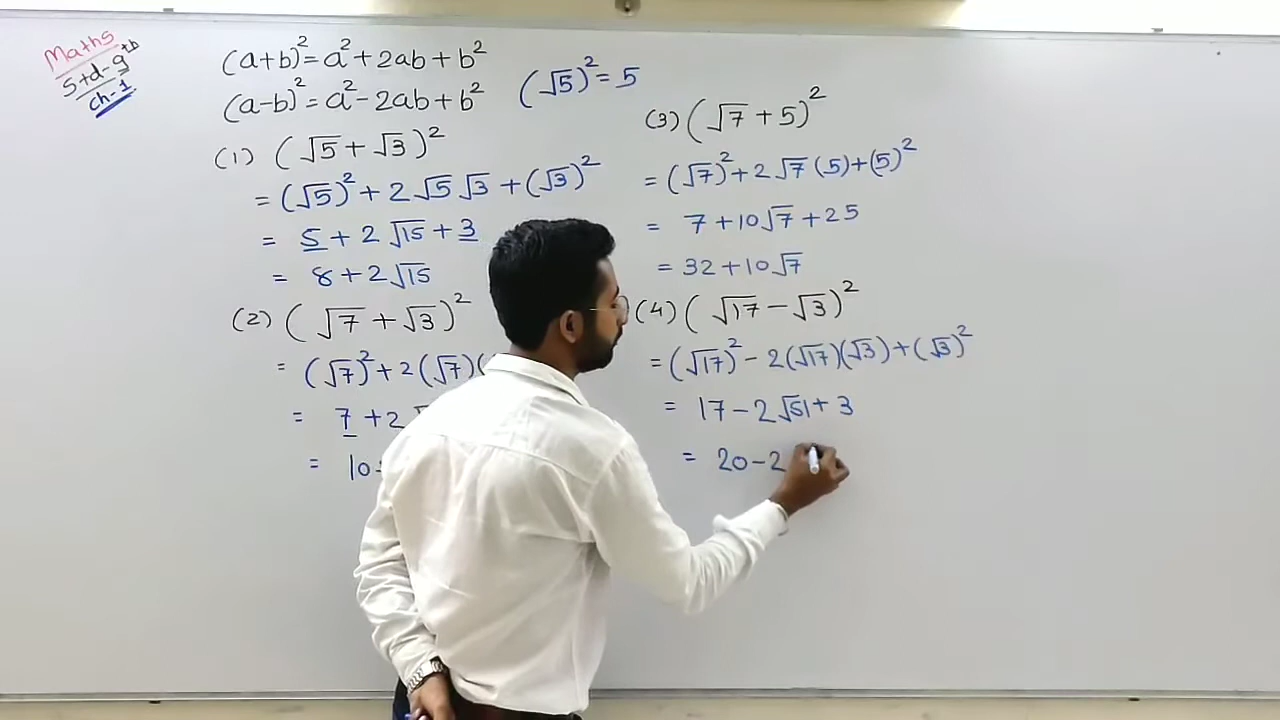 Maths
Std-9th
ch-1
(a+b)² = a² + 2ab + b²
(a-b)² = a² - 2ab + b²
(√5)² = 5
(1) (√5 + √3)²
= (√5)² + 2√5√3 + (√3)²
= 5 + 2√15 + 3
= 8 + 2√15
(2) (√7 + √3)²
= (√7)² + 2(√7)(
= 7 + 2
= 10
(3) (√7 + 5)²
= (√7)² + 2√7(5) + (5)²
= 7 + 10√7 + 25
= 32 + 10√7
(4) (√17 - √3)²
= (√17)² - 2(√17)(√3) + (√3)²
= 17 - 2√51 + 3
= 20 - 2